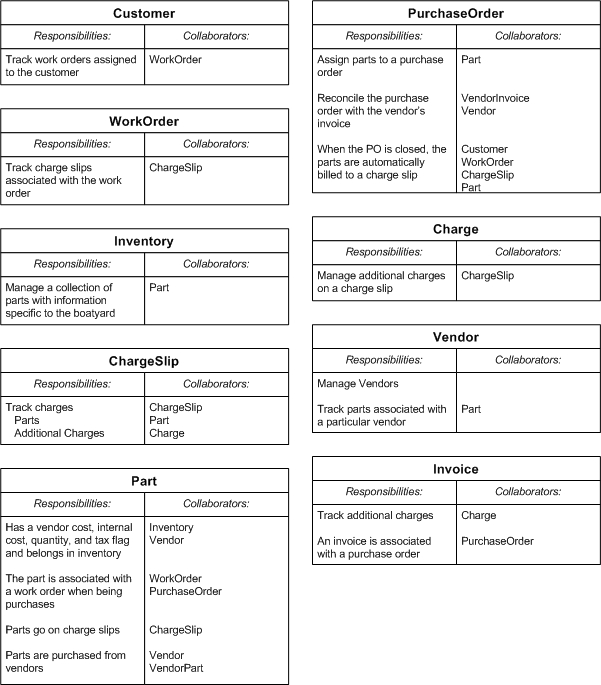 Customer
Responsibilities: Collaborators:
Track work orders assigned WorkOrder
to the customer
WorkOrder
Responsibilities: Collaborators:
Track charge slips ChargeSlip
associated with the work
order
Inventory
Responsibilities: Collaborators:
Manage a collection of Part
parts with information
specific to the boatyard
ChargeSlip
Responsibilities: Collaborators:
Track charges ChargeSlip
Parts Part
Additional Charges Charge
Part
Responsibilities: Collaborators:
Has a vendor cost, internal Inventory
cost, quantity, and tax flag Vendor
and belongs in inventory
The part is associated with WorkOrder
a work order when being PurchaseOrder
purchases
Parts go on charge slips ChargeSlip
Parts are purchased from Vendor
vendors VendorPart
PurchaseOrder
Responsibilities: Collaborators:
Assign parts to a purchase Part
order
Reconcile the purchase VendorInvoice
order with the vendor's Vendor
invoice
When the PO is closed, the Customer
parts are automatically WorkOrder
billed to a charge slip ChargeSlip
Part
Charge
Responsibilities: Collaborators:
Manage additional charges ChargeSlip
on a charge slip
Vendor
Responsibilities: Collaborators:
Manage Vendors
Track parts associated with Part
a particular vendor
Invoice
Responsibilities: Collaborators:
Track additional charges Charge
An invoice is associated PurchaseOrder
with a purchase order